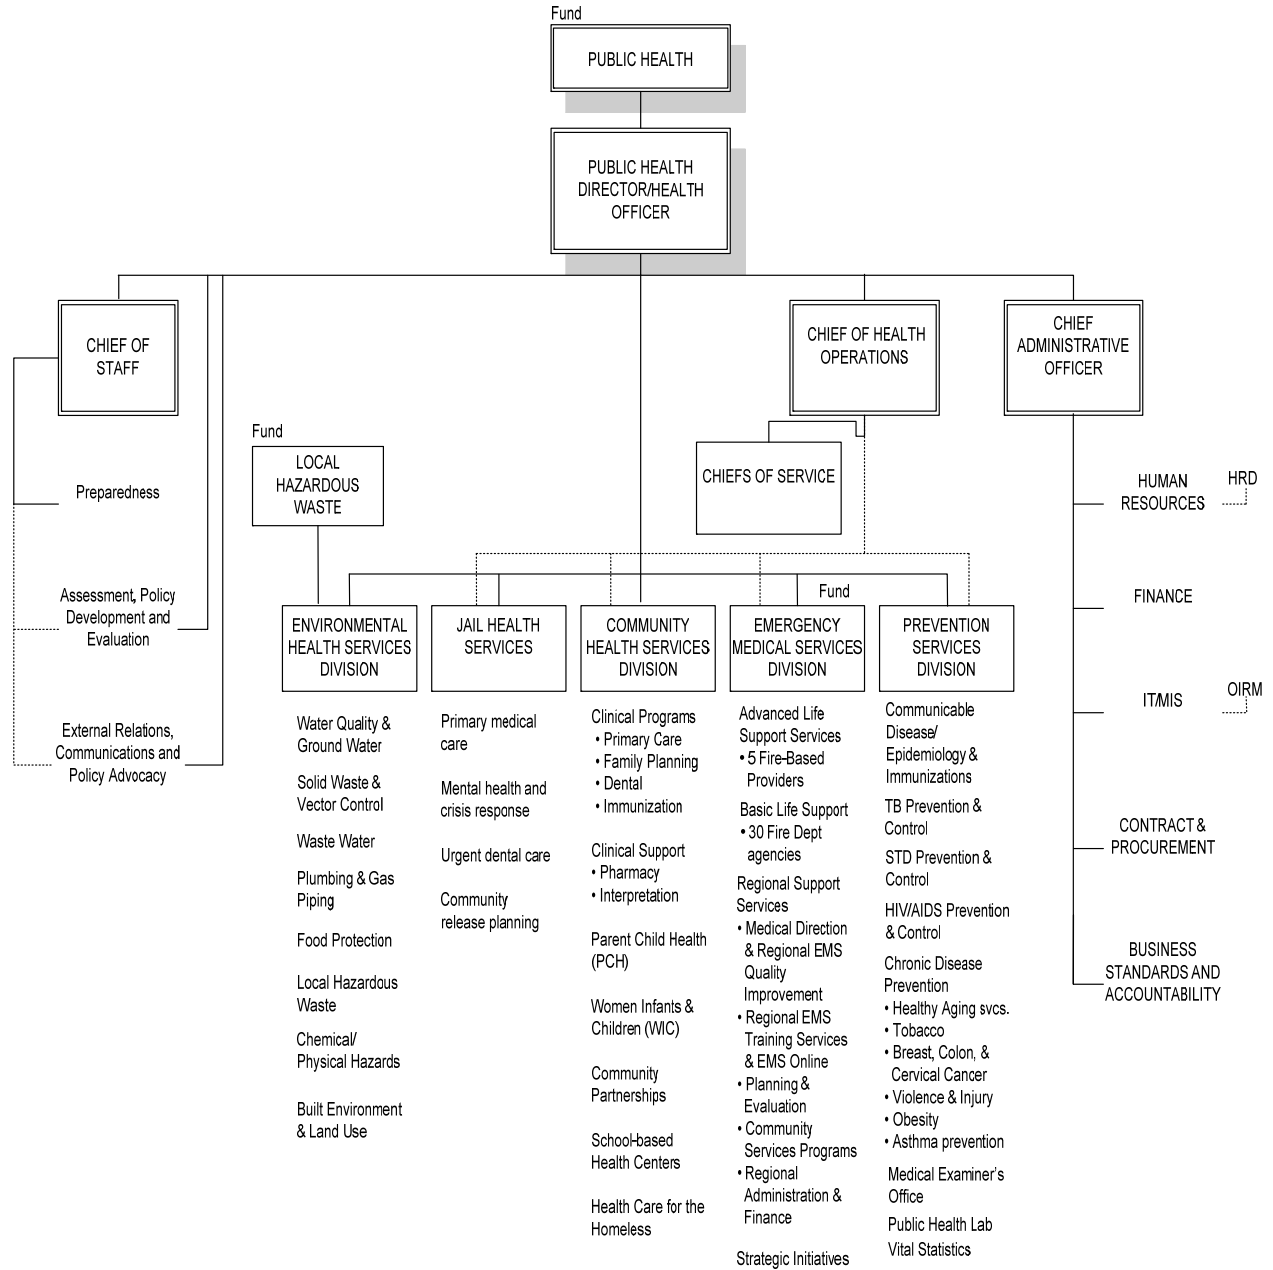 Fund
PUBLIC HEALTH
PUBLIC HEALTH
DIRECTOR/HEALTH
OFFICER
CHIEF OF
STAFF
CHIEF OF HEALTH
OPERATIONS
CHIEF
ADMINISTRATIVE
OFFICER
Preparedness
Assessment, Policy
Development and
Evaluation
External Relations,
Communications and
Policy Advocacy
Fund
LOCAL
HAZARDOUS
WASTE
CHIEFS OF SERVICE
HUMAN
RESOURCES
HRD
FINANCE
IT/MIS
OIRM
CONTRACT &
PROCUREMENT
BUSINESS
STANDARDS AND
ACCOUNTABILITY
ENVIRONMENTAL
HEALTH SERVICES
DIVISION
Water Quality &
Ground Water
Solid Waste &
Vector Control
Waste Water
Plumbing & Gas
Piping
Food Protection
Local Hazardous
Waste
Chemical/
Physical Hazards
Built Environment
& Land Use
JAIL HEALTH
SERVICES
Primary medical
care
Mental health and
crisis response
Urgent dental care
Community
release planning
COMMUNITY
HEALTH SERVICES
DIVISION
Clinical Programs
• Primary Care
• Family Planning
• Dental
• Immunization
Clinical Support
• Pharmacy
• Interpretation
Parent Child Health
(PCH)
Women Infants &
Children (WIC)
Community
Partnerships
School-based
Health Centers
Health Care for the
Homeless
Fund
EMERGENCY
MEDICAL SERVICES
DIVISION
Advanced Life
Support Services
• 5 Fire-Based
Providers
Basic Life Support
• 30 Fire Dept
agencies
Regional Support
Services
• Medical Direction
& Regional EMS
Quality
Improvement
• Regional EMS
Training Services
& EMS Online
• Planning &
Evaluation
• Community
Services Programs
• Regional
Administration &
Finance
Strategic Initiatives
PREVENTION
SERVICES
DIVISION
Communicable
Disease/
Epidemiology &
Immunizations
TB Prevention &
Control
STD Prevention &
Control
HIV/AIDS Prevention
& Control
Chronic Disease
Prevention
• Healthy Aging svcs.
• Tobacco
• Breast, Colon, &
Cervical Cancer
• Violence & Injury
• Obesity
• Asthma prevention
Medical Examiner's
Office
Public Health Lab
Vital Statistics